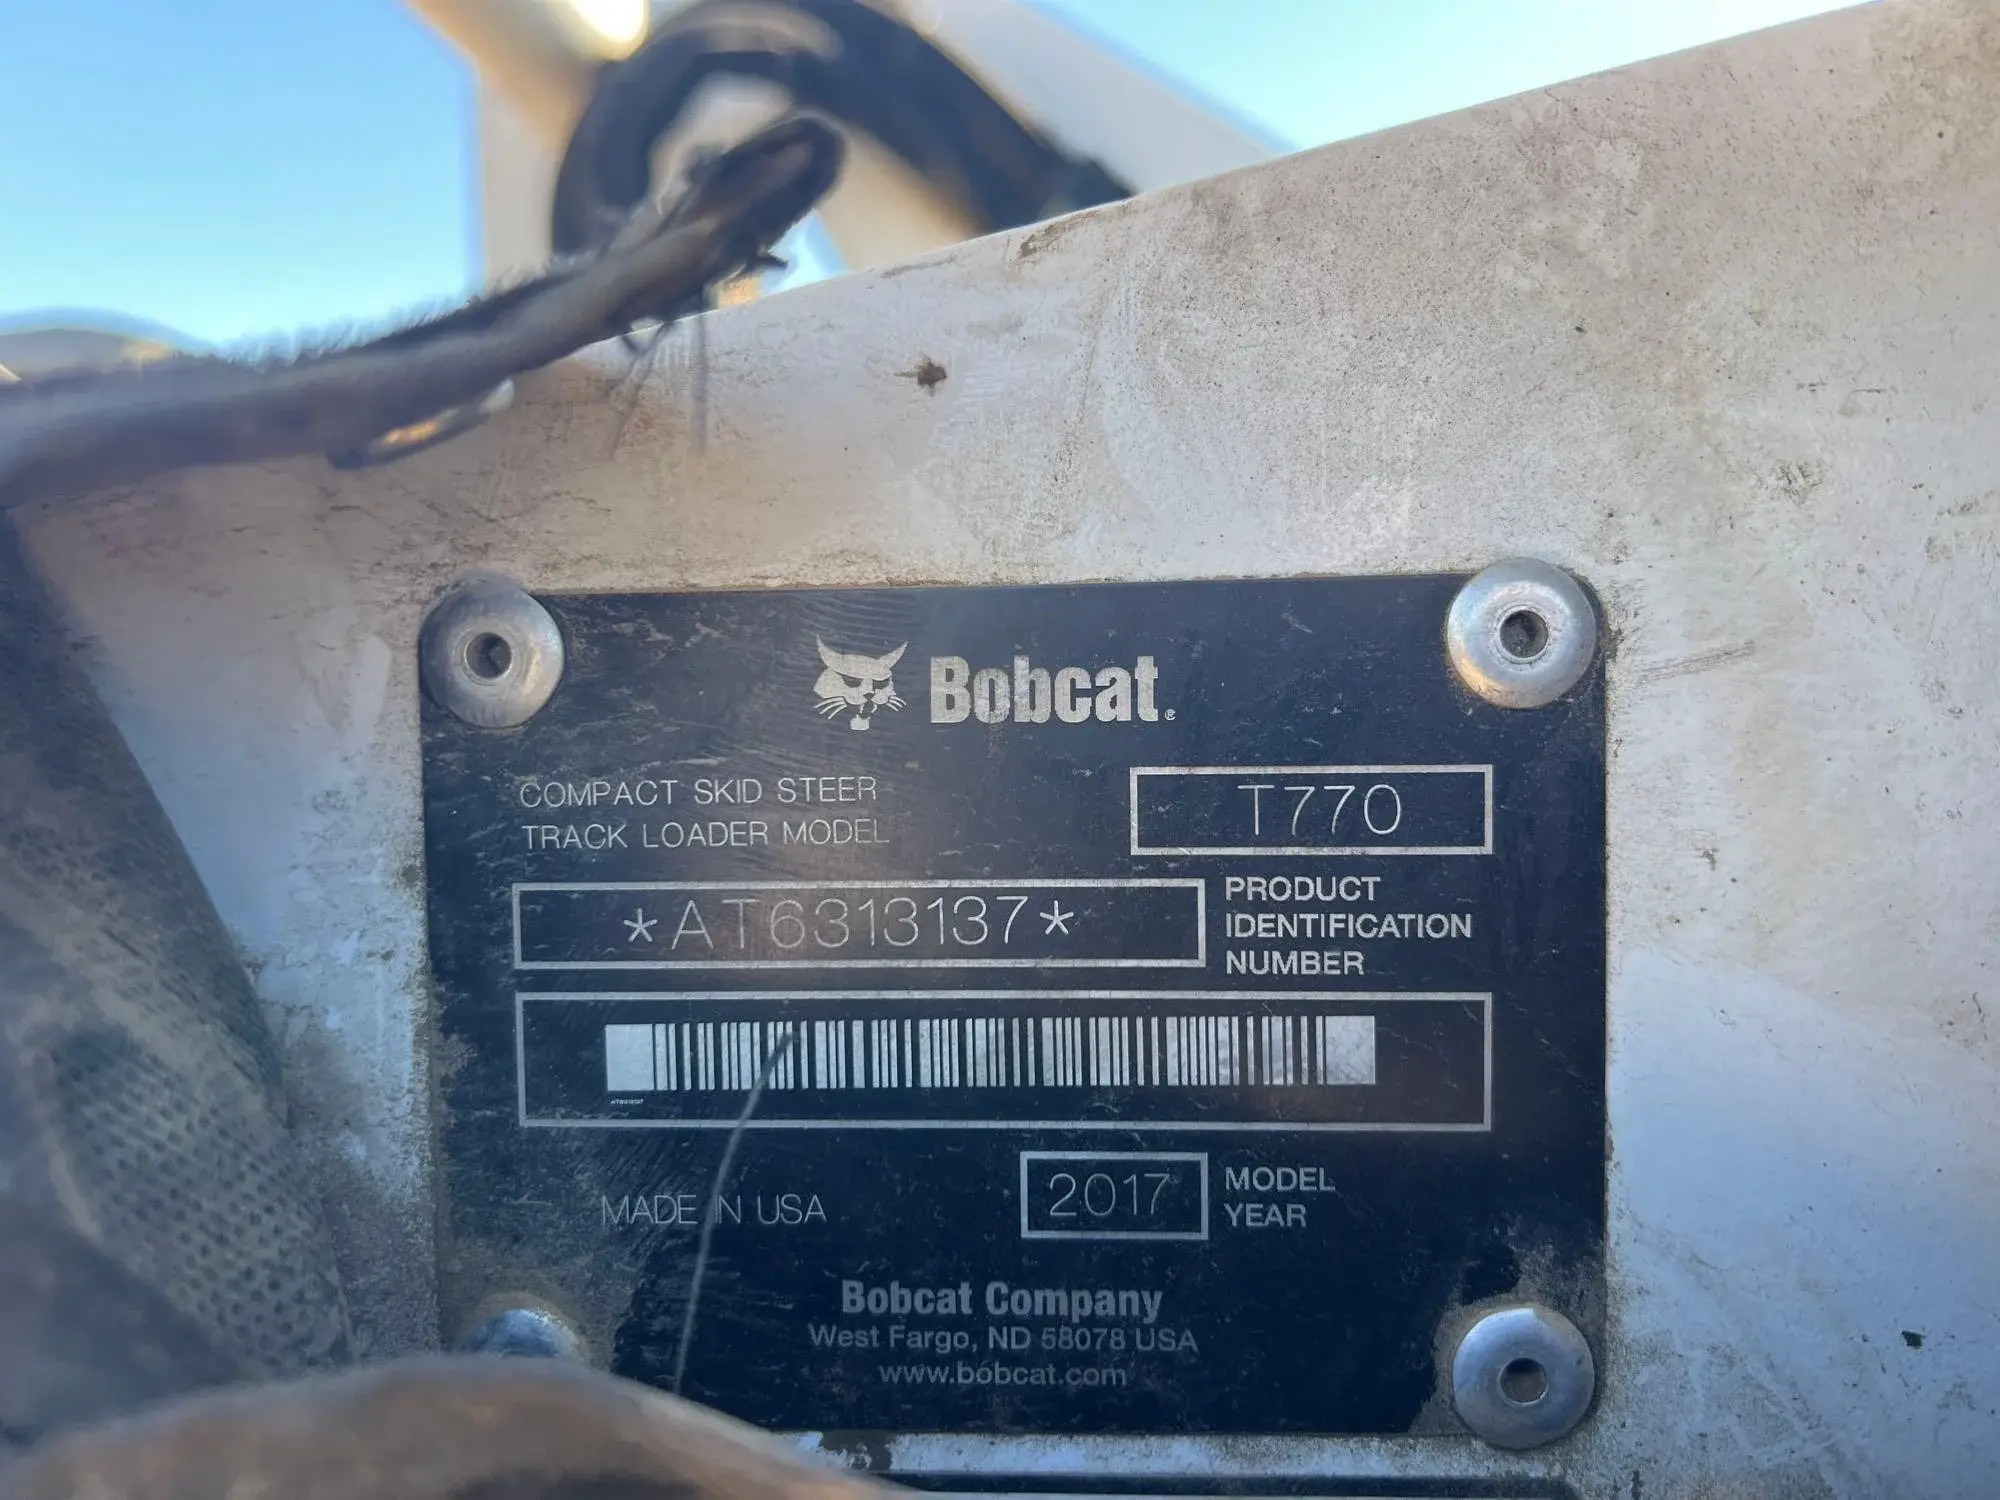 Bobcat®
COMPACT SKID STEER
TRACK LOADER MODEL
T770
*AT6313137*
PRODUCT
IDENTIFICATION
NUMBER
AT6313137
MADE IN USA
2017
MODEL
YEAR
Bobcat Company
West Fargo, ND 58078 USA
www.bobcat.com